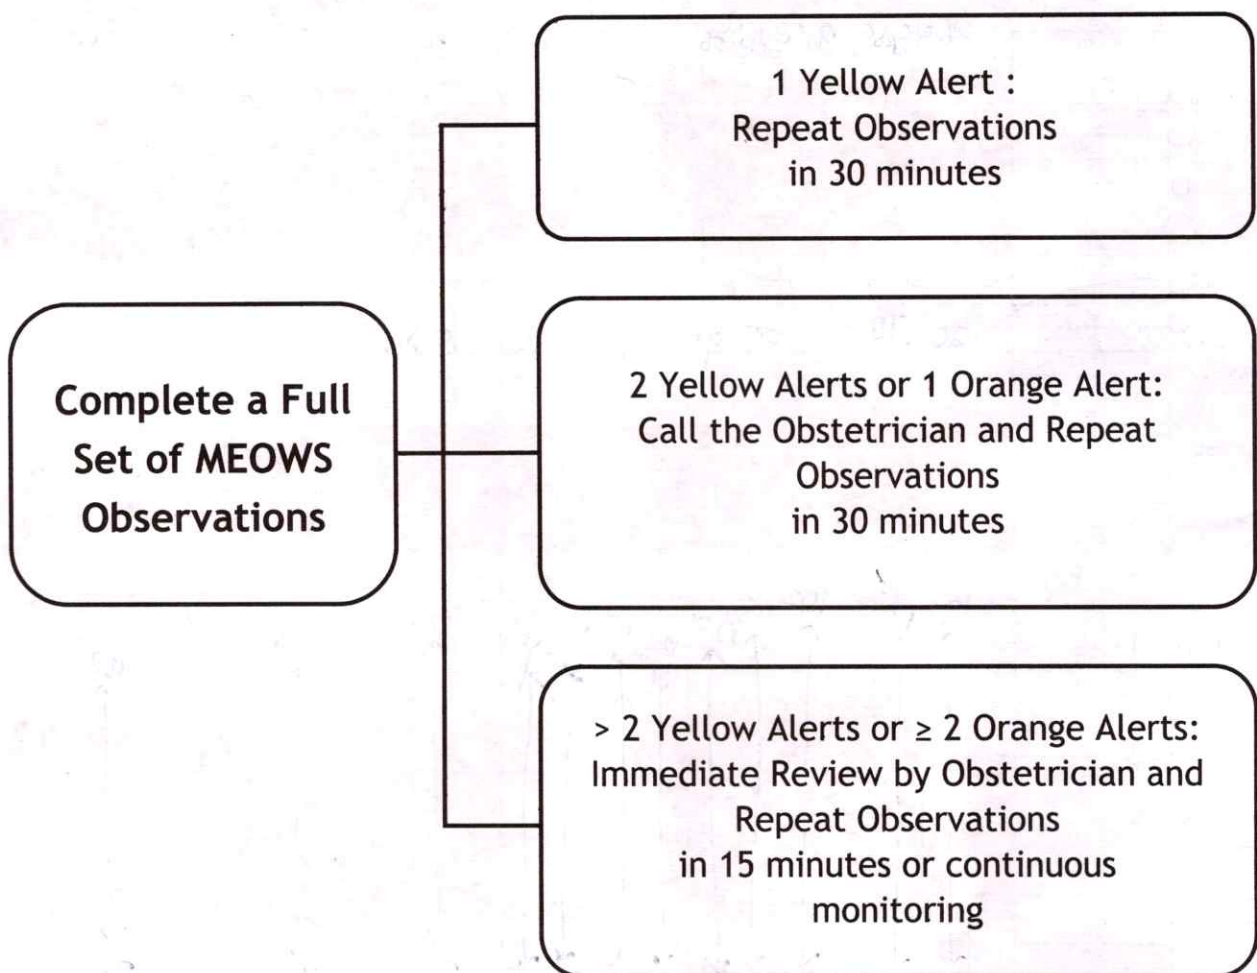 1 Yellow Alert :
Repeat Observations
in 30 minutes
Complete a Full
Set of MEOWS
Observations
2 Yellow Alerts or 1 Orange Alert:
Call the Obstetrician and Repeat
Observations
in 30 minutes
> 2 Yellow Alerts or ≥ 2 Orange Alerts:
Immediate Review by Obstetrician and
Repeat Observations
in 15 minutes or continuous
monitoring